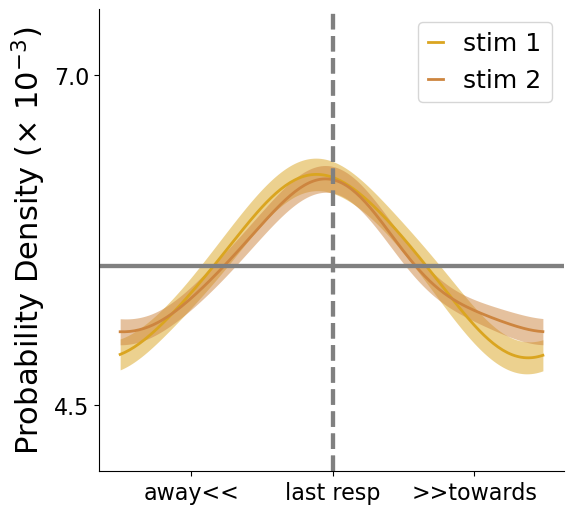 Probability Density (× 10⁻³)
7.0
4.5
stim 1
stim 2
away<<
last resp
>>towards